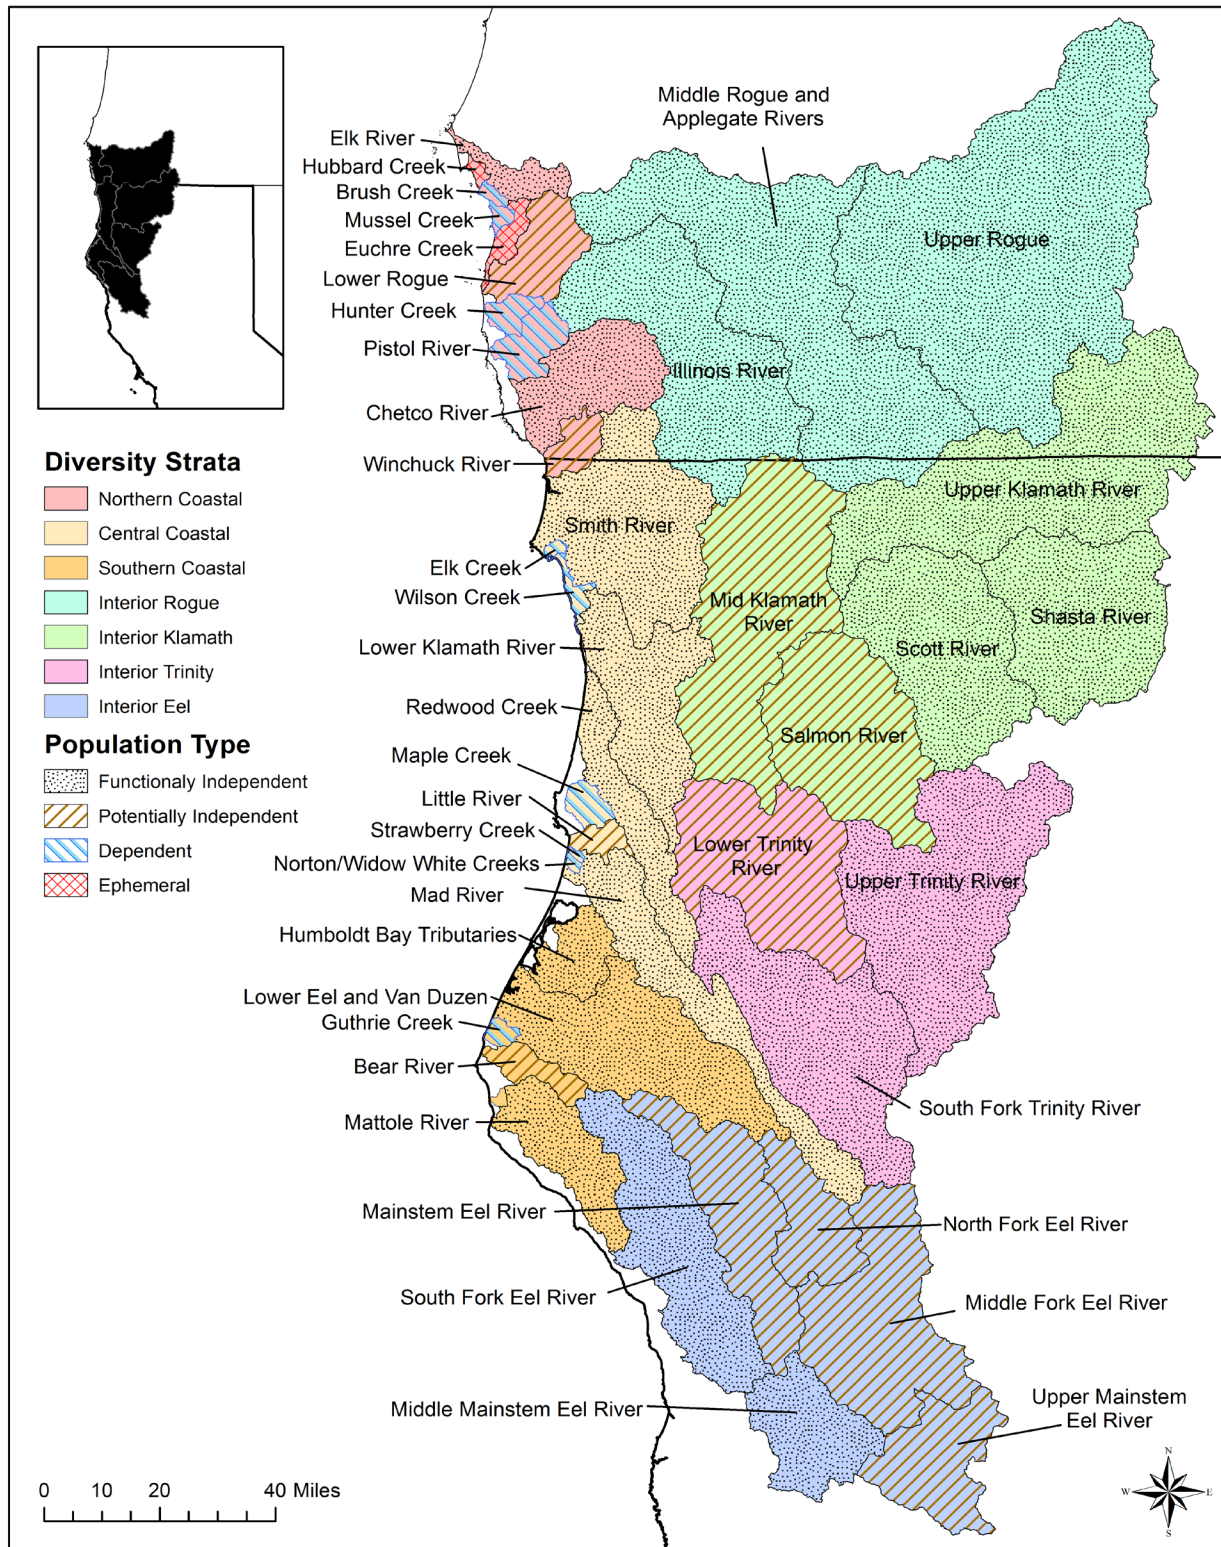 Middle Rogue and
Applegate Rivers
Elk River
Hubbard Creek
Brush Creek
Mussel Creek
Euchre Creek
Upper Rogue
Lower Rogue
Hunter Creek
Pistol River
Illinois River
Chetco River
Winchuck River
Upper Klamath River
Smith River
Elk Creek
Wilson Creek
Mid Klamath
River
Shasta River
Scott River
Lower Klamath River
Redwood Creek
Salmon River
Maple Creek
Little River
Strawberry Creek
Norton/Widow White Creeks
Lower Trinity
River
Upper Trinity River
Mad River
Humboldt Bay Tributaries
Lower Eel and Van Duzen
Guthrie Creek
Bear River
Mattole River
South Fork Trinity River
Mainstem Eel River
North Fork Eel River
South Fork Eel River
Middle Fork Eel River
Middle Mainstem Eel River
Upper Mainstem
Eel River
Diversity Strata
Northern Coastal
Central Coastal
Southern Coastal
Interior Rogue
Interior Klamath
Interior Trinity
Interior Eel
Population Type
Functionaly Independent
Potentially Independent
Dependent
Ephemeral
0 10 20 40 Miles
N
W E
S